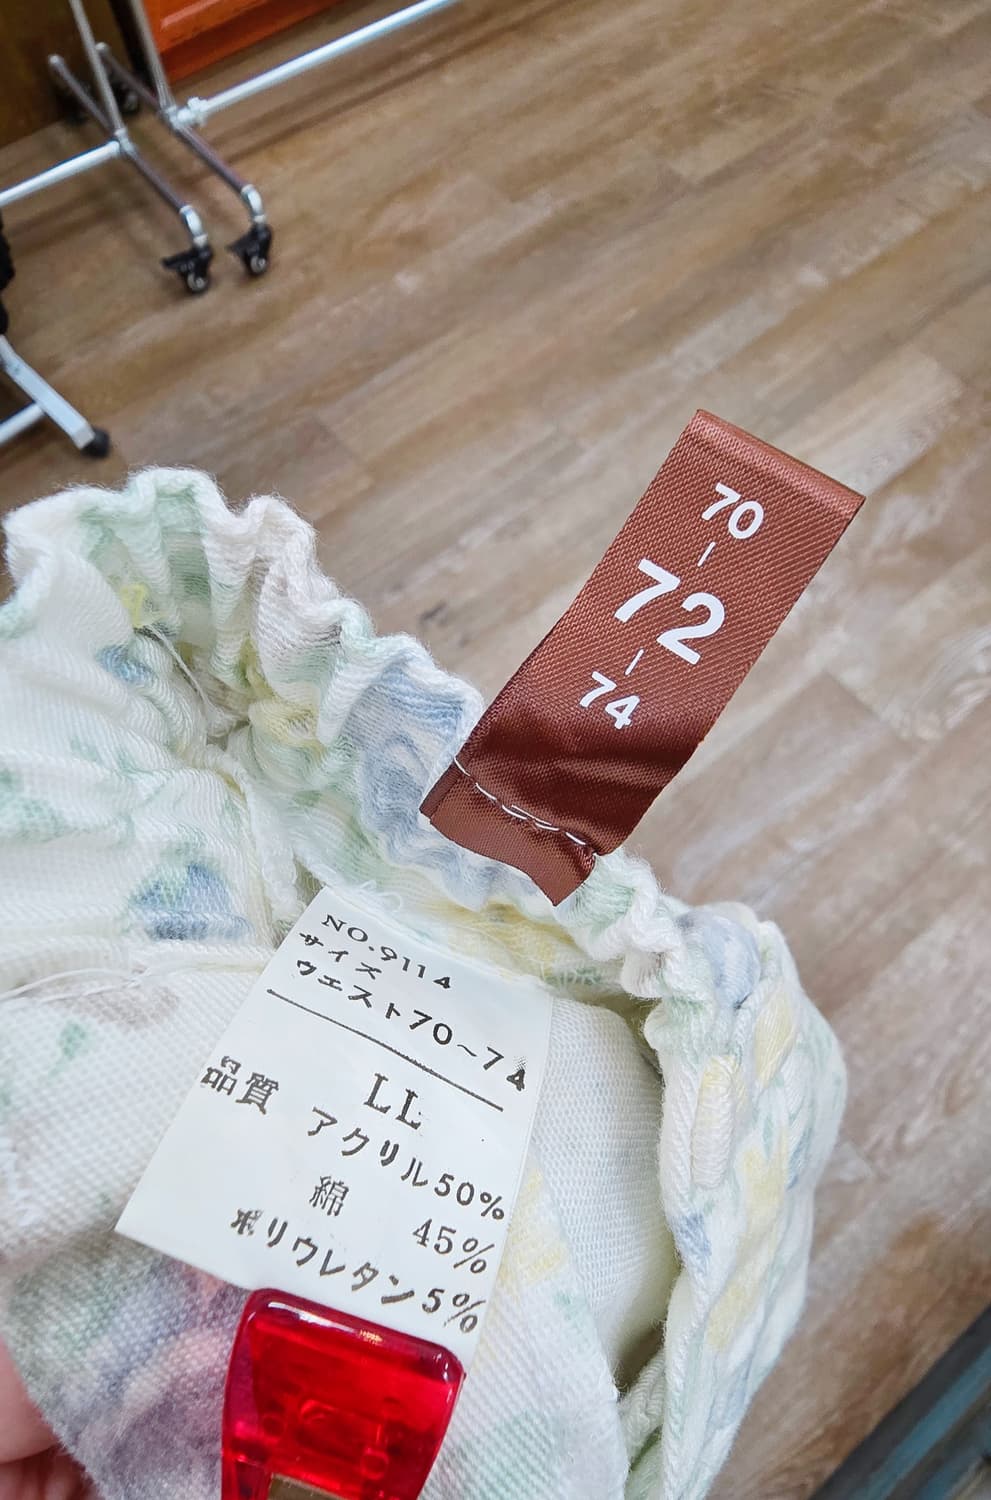 70
-
72
-
74
NO.9114
サイズ
ウエスト70~74
LL
品質 アクリル50%
綿 45%
ポリウレタン5%